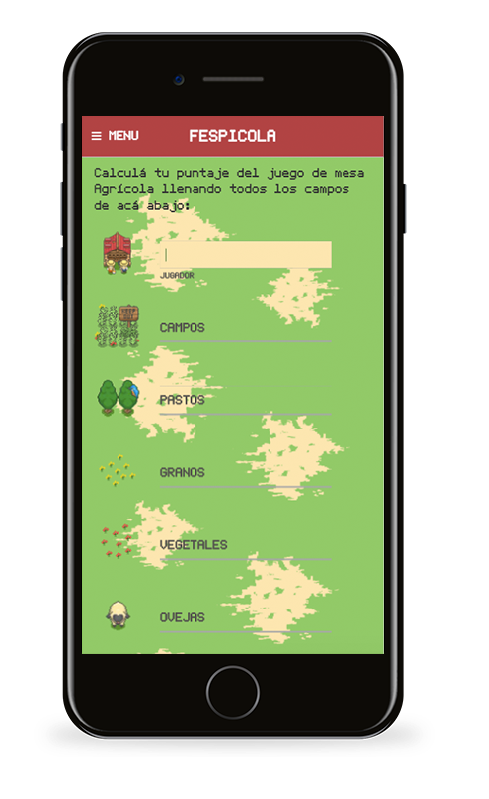 ≡ MENU FESPICOLA
Calculá tu puntaje del juego de mesa
Agrícola llenando todos los campos
de acá abajo:
JUGADOR
CAMPOS
PASTOS
GRANOS
VEGETALES
OVEJAS